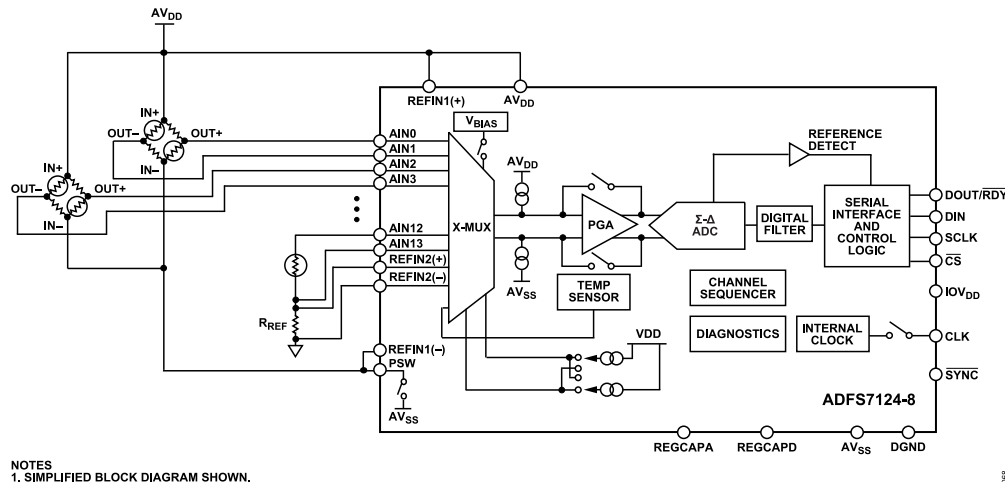 AVDD
IN+
OUT–
OUT+
IN–
IN+
OUT–
OUT+
IN–
RREF
REFIN1(+)
AVDD
AIN0
AIN1
AIN2
AIN3
AIN12
AIN13
REFIN2(+)
REFIN2(–)
REFIN1(–)
PSW
AVSS
VBIAS
X-MUX
AVDD
AVSS
PGA
TEMP
SENSOR
VDD
Σ-Δ
ADC
REFERENCE
DETECT
DIGITAL
FILTER
SERIAL
INTERFACE
AND
CONTROL
LOGIC
CHANNEL
SEQUENCER
DIAGNOSTICS
INTERNAL
CLOCK
DOUT/RDY
DIN
SCLK
CS
IOVDD
CLK
SYNC
ADFS7124-8
REGCAPA
REGCAPD
AVSS
DGND
NOTES
1. SIMPLIFIED BLOCK DIAGRAM SHOWN.